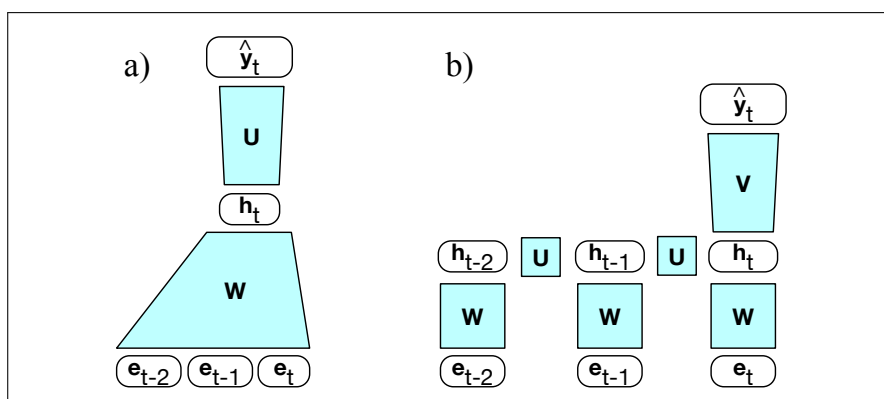 a)
ŷt
U
ht
W
et-2 et-1 et
b)
ŷt
V
ht-2 U ht-1 U ht
W W W
et-2 et-1 et